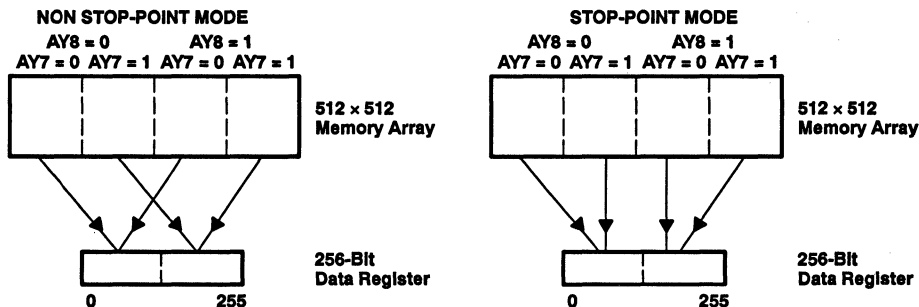 NON STOP-POINT MODE
AY8 = 0 AY8 = 1
AY7 = 0 AY7 = 1 AY7 = 0 AY7 = 1
512 × 512
Memory Array
256-Bit
Data Register
0 255
STOP-POINT MODE
AY8 = 0 AY8 = 1
AY7 = 0 AY7 = 1 AY7 = 0 AY7 = 1
512 × 512
Memory Array
256-Bit
Data Register
0 255